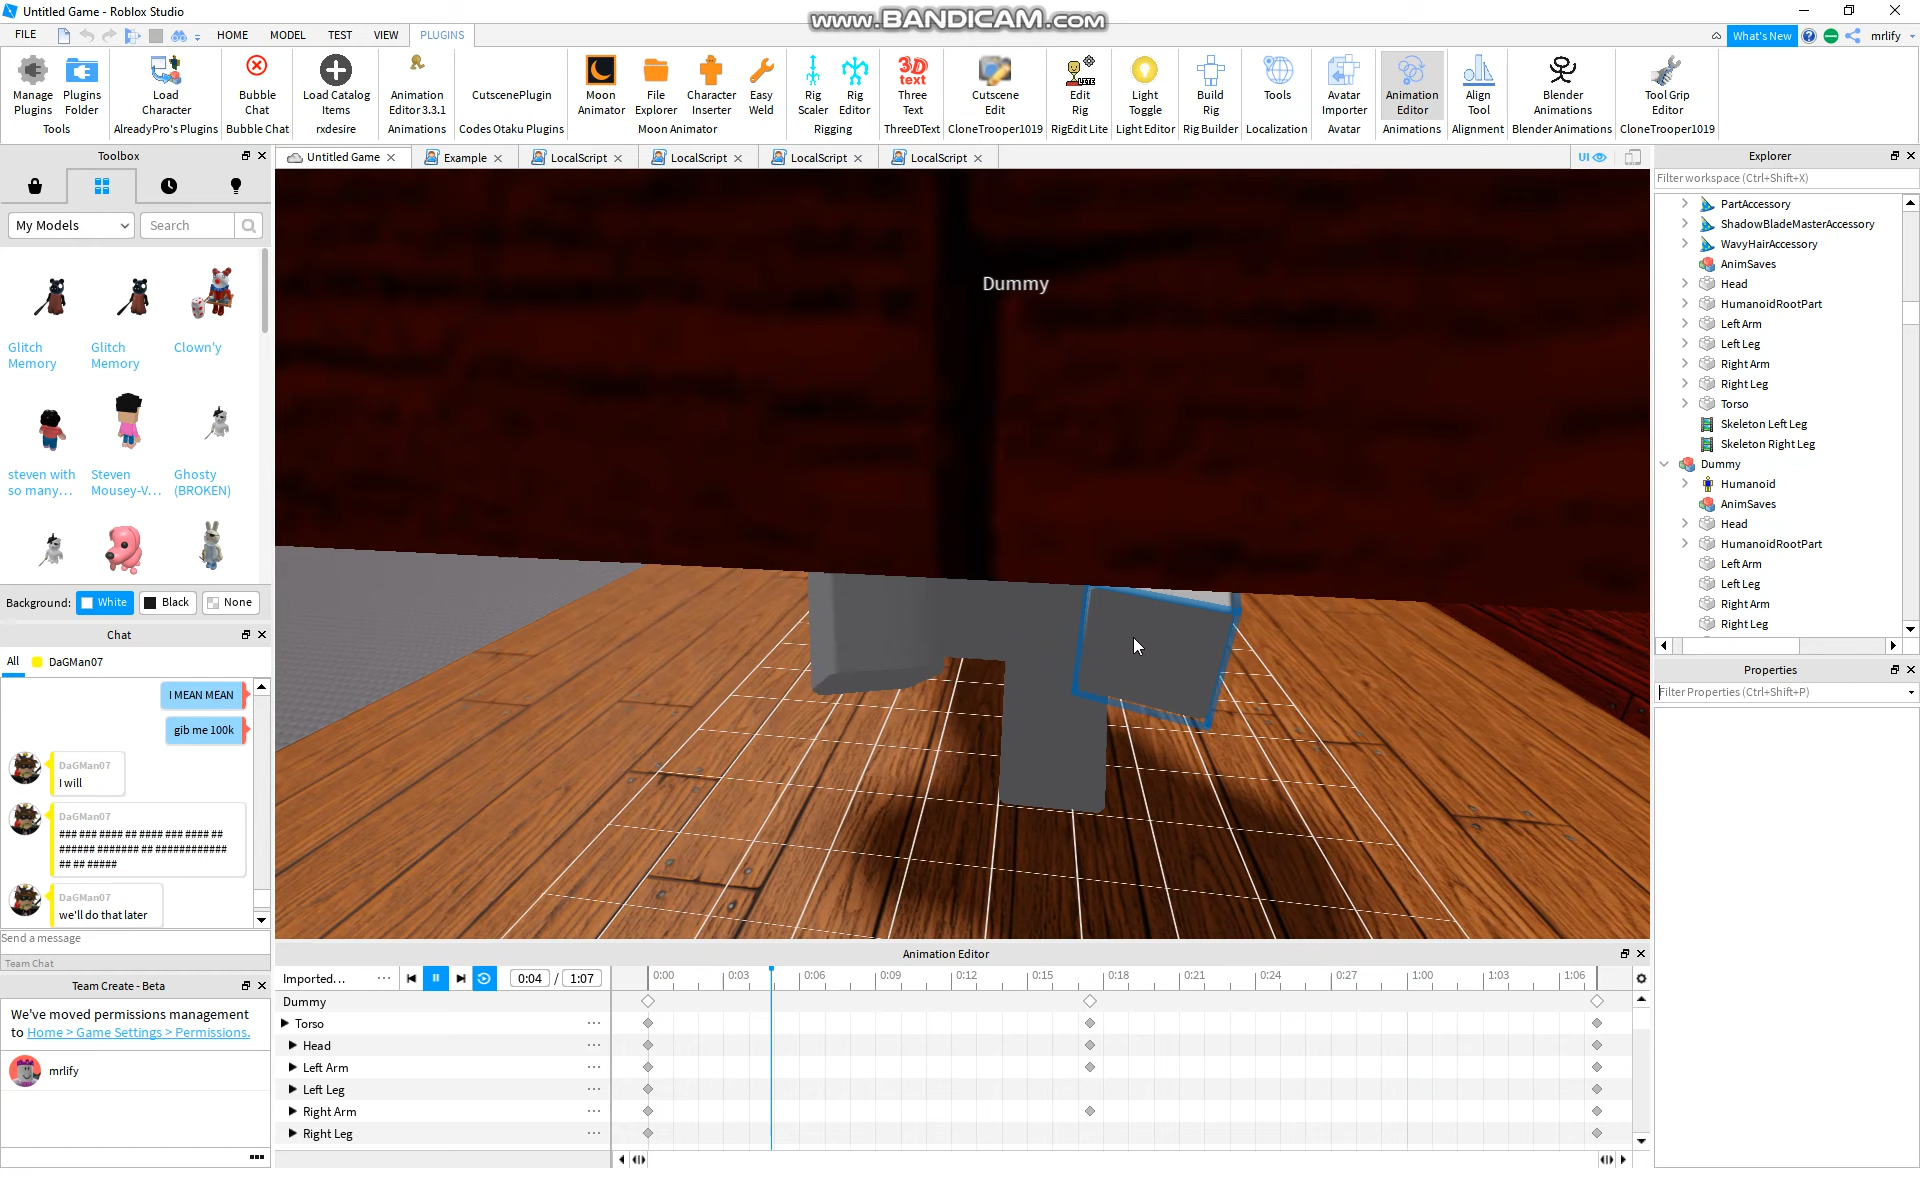 Untitled Game - Roblox Studio
www.BANDICAM.com
FILE HOME MODEL TEST VIEW PLUGINS
What's New mrlify
Manage Plugins
Plugins Folder
Tools
Load Character
AlreadyPro's Plugins
Bubble Chat
Bubble Chat
Load Catalog Items
rxdesire
Animation Editor 3.3.1
Animations
CutscenePlugin
Codes Otaku Plugins
Moon Animator
File Explorer
Character Inserter
Easy Weld
Moon Animator
Rig Scaler
Rig Editor
Rigging
3D text
Three Text
ThreeDText
Cutscene Edit
CloneTrooper1019
LITE
Edit Rig
RigEdit Lite
Light Toggle
Light Editor
Build Rig
Rig Builder
Tools
Localization
Avatar Importer
Avatar
Animation Editor
Animations
Align Tool
Alignment
Blender Animations
Blender Animations
Tool Grip Editor
CloneTrooper1019
Toolbox
Untitled Game
Example
LocalScript
LocalScript
LocalScript
LocalScript
UI
Explorer
Filter workspace (Ctrl+Shift+X)
My Models
Search
Glitch Memory
Glitch Memory
Clown'y
steven with so many...
Steven Mousey-V...
Ghosty (BROKEN)
Background: White Black None
Chat
All DaGMan07
I MEAN MEAN
gib me 100k
DaGMan07
I will
DaGMan07
### ### #### ## #### ### #### ##
###### ####### ## ############
## ## #####
DaGMan07
we'll do that later
Send a message
Team Chat
Team Create - Beta
We've moved permissions management
to Home > Game Settings > Permissions.
mrlify
Dummy
PartAccessory
ShadowBladeMasterAccessory
WavyHairAccessory
AnimSaves
Head
HumanoidRootPart
Left Arm
Left Leg
Right Arm
Right Leg
Torso
Skeleton Left Leg
Skeleton Right Leg
Dummy
Humanoid
AnimSaves
Head
HumanoidRootPart
Left Arm
Left Leg
Right Arm
Right Leg
Properties
Filter Properties (Ctrl+Shift+P)
Animation Editor
Imported... 0:04 / 1:07
0:00 0:03 0:06 0:09 0:12 0:15 0:18 0:21 0:24 0:27 1:00 1:03 1:06
Dummy
Torso
Head
Left Arm
Left Leg
Right Arm
Right Leg